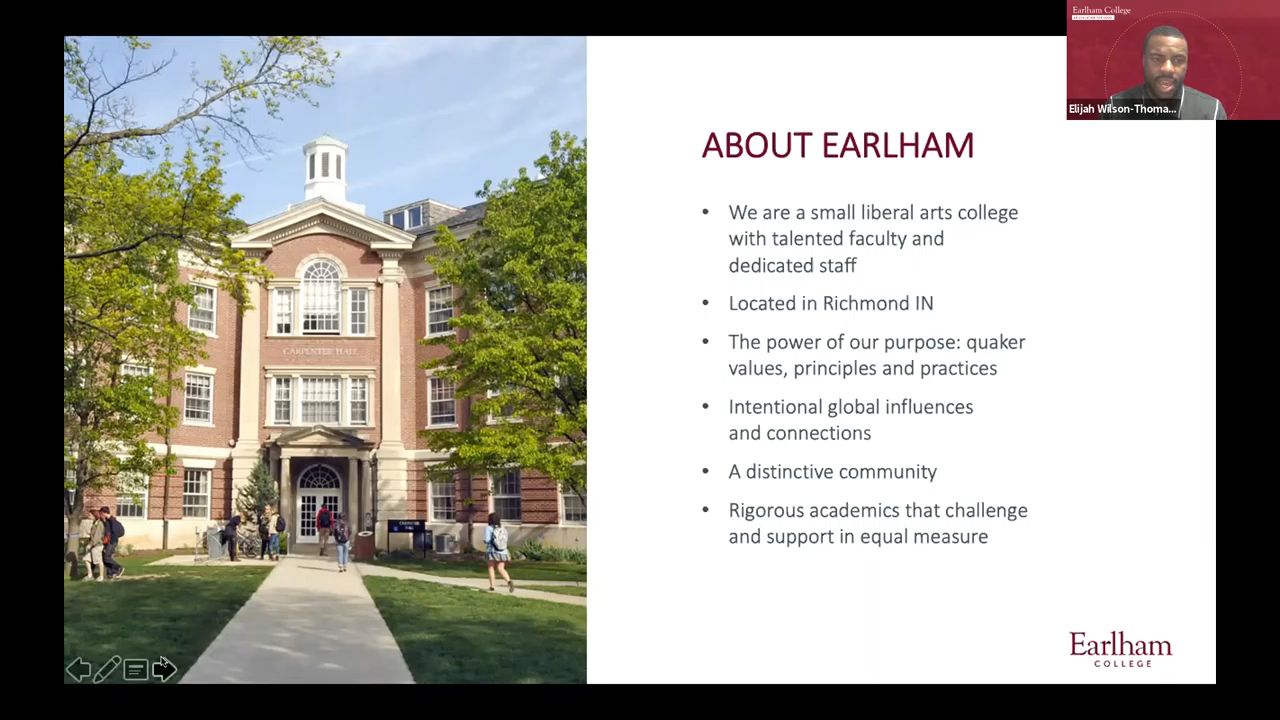 Earlham College
Elijah Wilson-Thoma...
ABOUT EARLHAM
• We are a small liberal arts college
with talented faculty and
dedicated staff
• Located in Richmond IN
• The power of our purpose: quaker
values, principles and practices
• Intentional global influences
and connections
• A distinctive community
• Rigorous academics that challenge
and support in equal measure
CARPENTER HALL
Earlham
COLLEGE